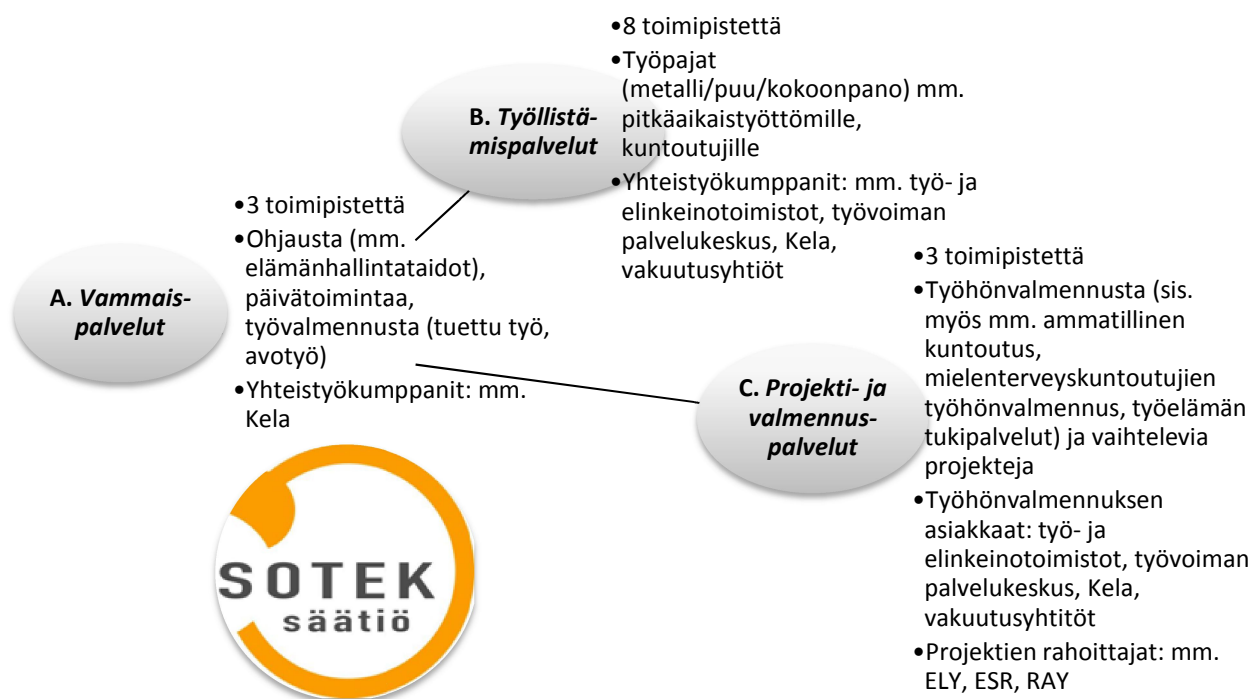 A. Vammais-
palvelut
•3 toimipistettä
•Ohjausta (mm.
elämänhallintataidot),
päivätoimintaa,
työvalmennusta (tuettu työ,
avotyö)
•Yhteistyökumppanit: mm.
Kela
B. Työllistä-
mispalvelut
•8 toimipistettä
•Työpajat
(metalli/puu/kokoonpano) mm.
pitkäaikaistyöttömille,
kuntoutujille
•Yhteistyökumppanit: mm. työ- ja
elinkeinotoimistot, työvoiman
palvelukeskus, Kela,
vakuutusyhtiöt
C. Projekti- ja
valmennus-
palvelut
•3 toimipistettä
•Työhönvalmennusta (sis.
myös mm. ammatillinen
kuntoutus,
mielenterveyskuntoutujien
työhönvalmennus, työelämän
tukipalvelut) ja vaihtelevia
projekteja
•Työhönvalmennuksen
asiakkaat: työ- ja
elinkeinotoimistot, työvoiman
palvelukeskus, Kela,
vakuutusyhtitöt
•Projektien rahoittajat: mm.
ELY, ESR, RAY
SOTEK
säätiö